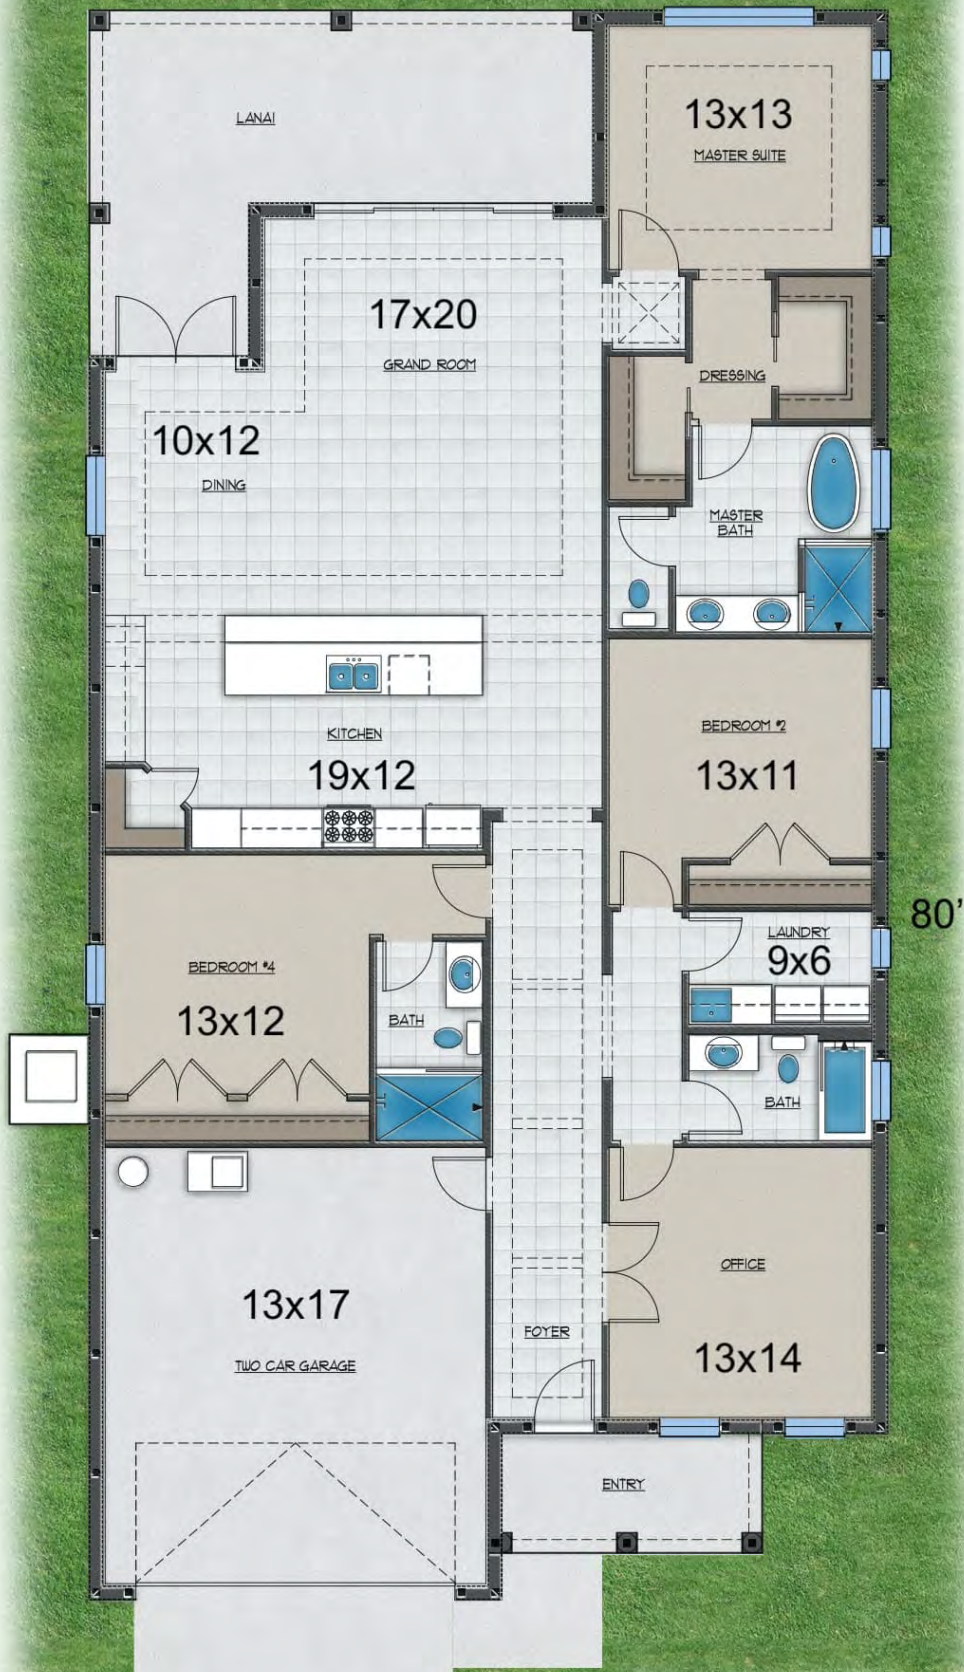 LANAI
13x13
MASTER SUITE
17x20
GRAND ROOM
DRESSING
10x12
DINING
MASTER
BATH
KITCHEN
19x12
BEDROOM #2
13x11
80'
LAUNDRY
9x6
BEDROOM #4
13x12
BATH
BATH
OFFICE
13x14
13x17
TWO CAR GARAGE
FOYER
ENTRY